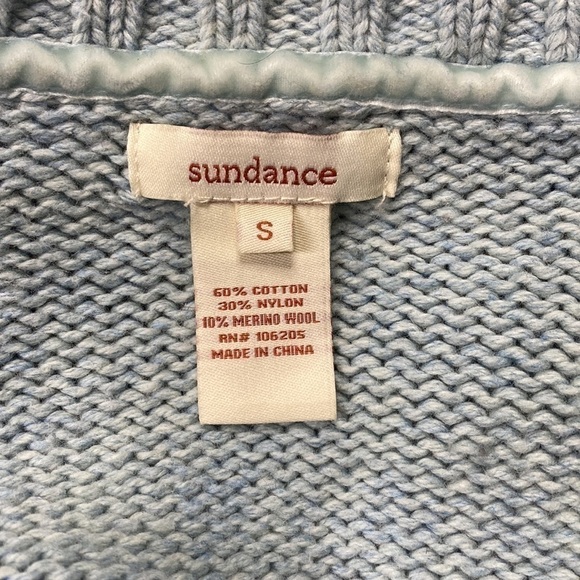 sundance
S
60% COTTON
30% NYLON
10% MERINO WOOL
RN# 106205
MADE IN CHINA